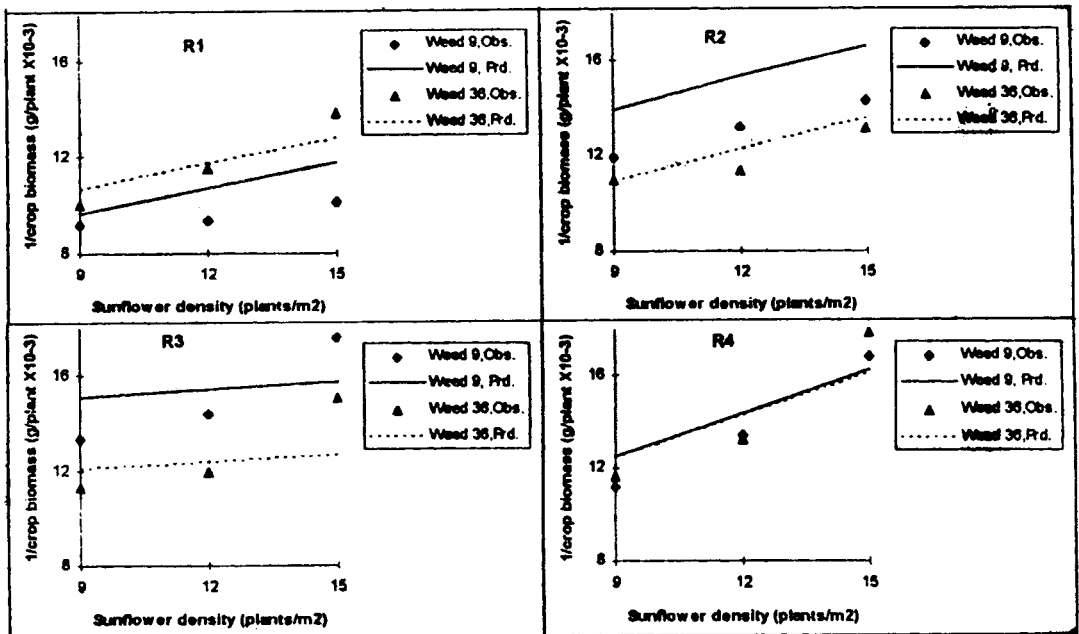 R1
1/crop biomass (g/plant X10-3)
16
12
8
9
12
15
Sunflower density (plants/m2)
Weed 9,Obs.
Weed 9, Prd.
Weed 36,Obs.
Weed 36,Prd.
R2
1/crop biomass (g/plant X10-3)
16
12
8
9
12
15
Sunflower density (plants/m2)
Weed 9,Obs.
Weed 9, Prd.
Weed 36,Obs.
Weed 36,Prd.
R3
1/crop biomass (g/plant X10-3)
16
12
8
9
12
15
Sunflower density (plants/m2)
Weed 9,Obs.
Weed 9, Prd.
Weed 36,Obs.
Weed 36,Prd.
R4
1/crop biomass (g/plant X10-3)
16
12
8
9
12
15
Sunflower density (plants/m2)
Weed 9,Obs.
Weed 9, Prd.
Weed 36,Obs.
Weed 36,Prd.